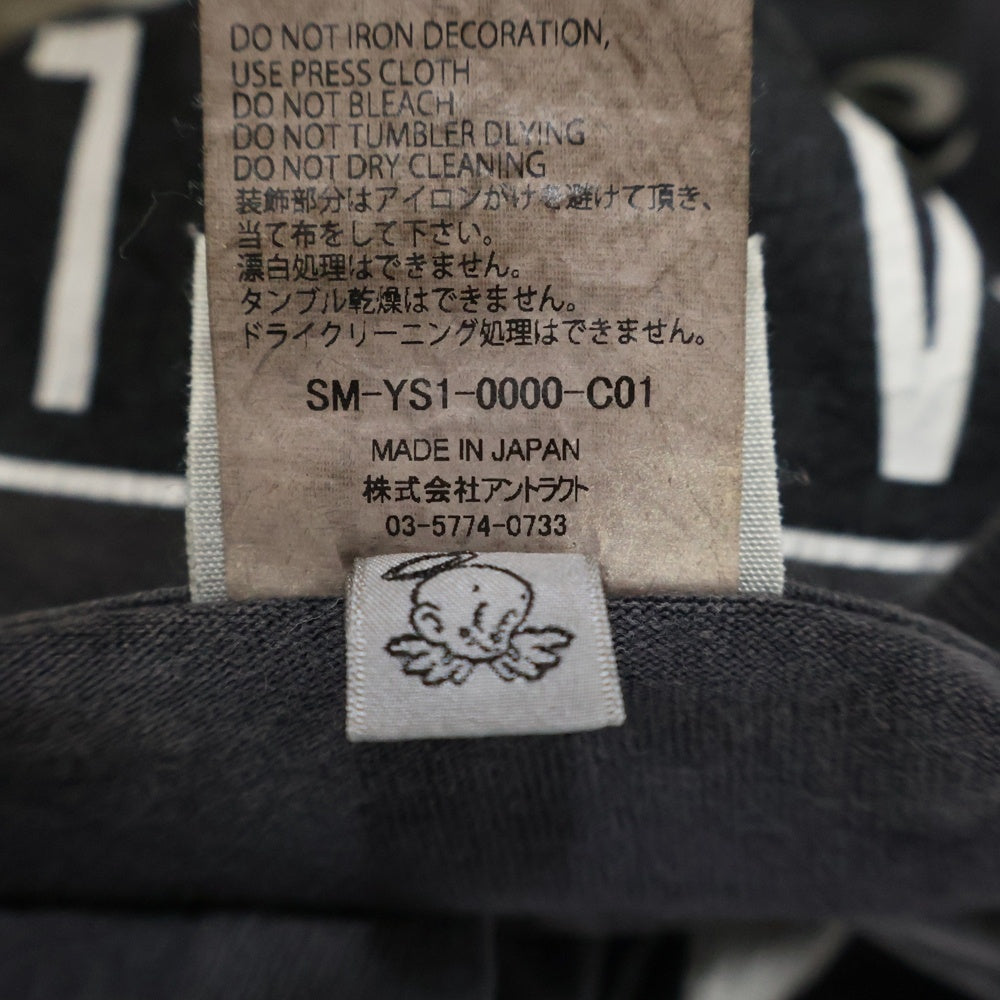 DO NOT IRON DECORATION,
USE PRESS CLOTH
DO NOT BLEACH
DO NOT TUMBLER DLYING
DO NOT DRY CLEANING
装飾部分はアイロンがけを避けて頂き、
当て布をして下さい。
漂白処理はできません。
タンブル乾燥はできません。
ドライクリーニング処理はできません。
SM-YS1-0000-C01
MADE IN JAPAN
株式会社アントラクト
03-5774-0733